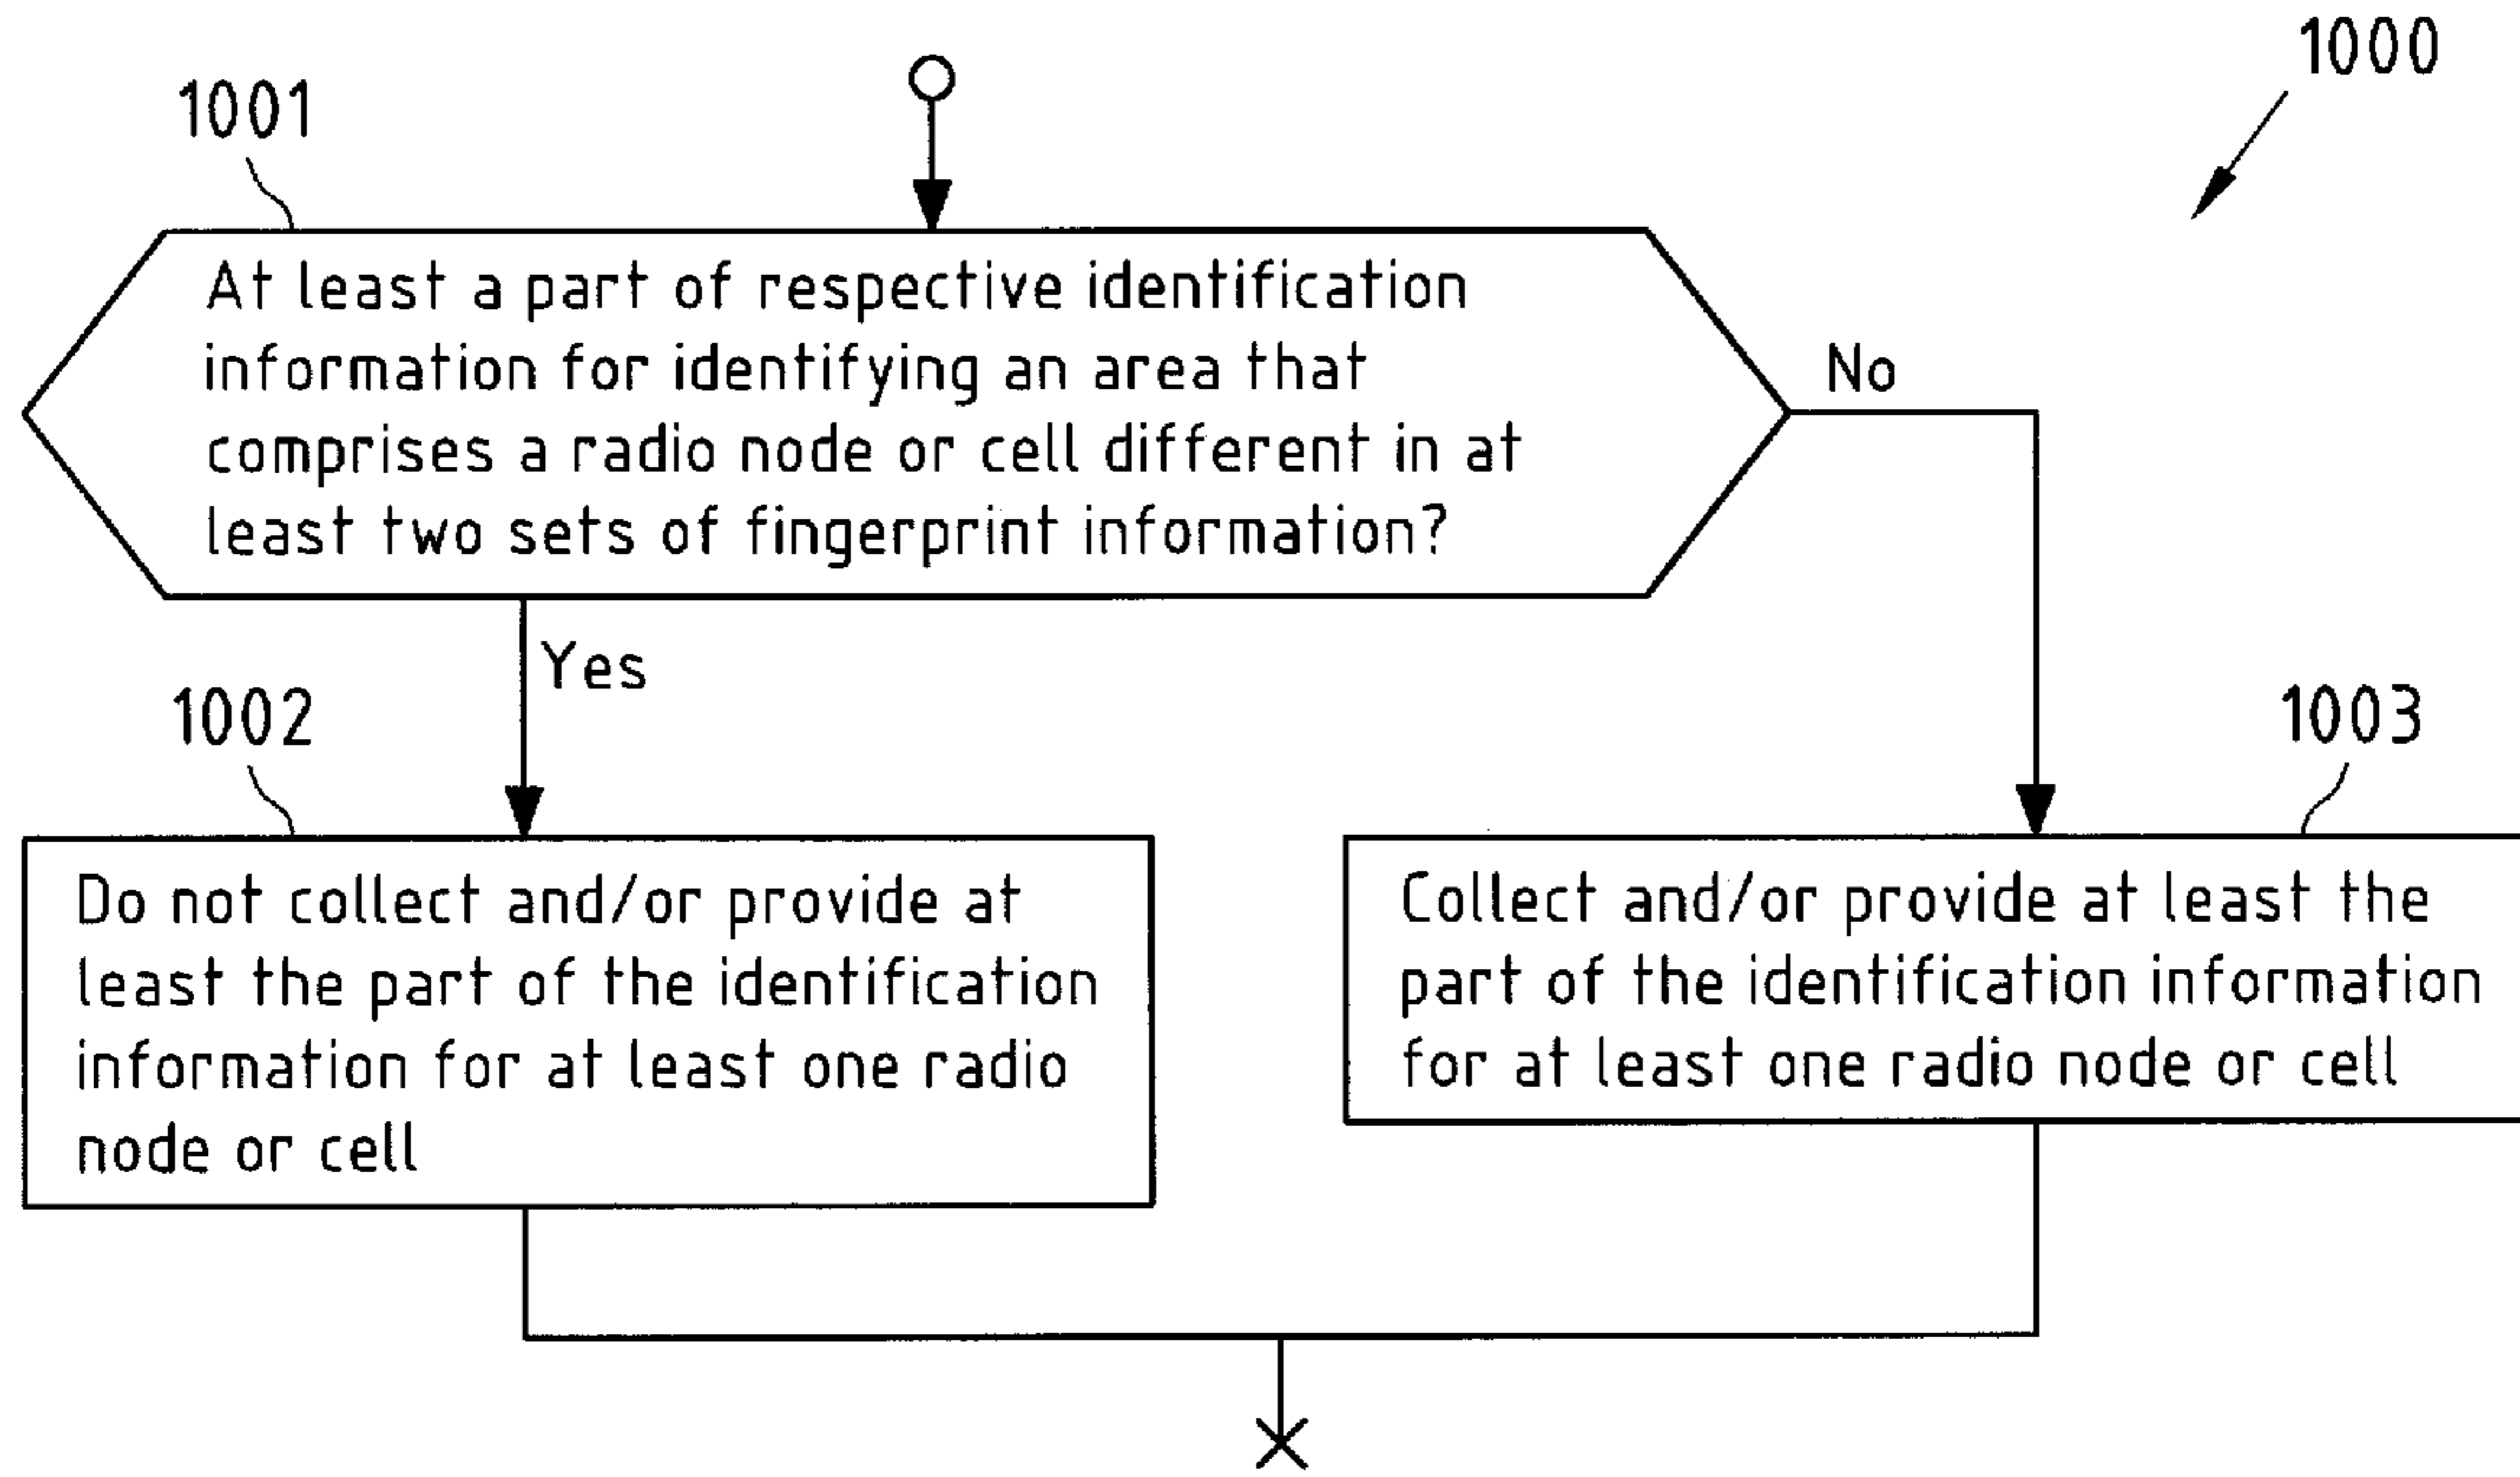 1000
1001
At least a part of respective identification
information for identifying an area that
comprises a radio node or cell different in at
least two sets of fingerprint information?
No
Yes
1002
1003
Do not collect and/or provide at
least the part of the identification
information for at least one radio
node or cell
Collect and/or provide at least the
part of the identification information
for at least one radio node or cell